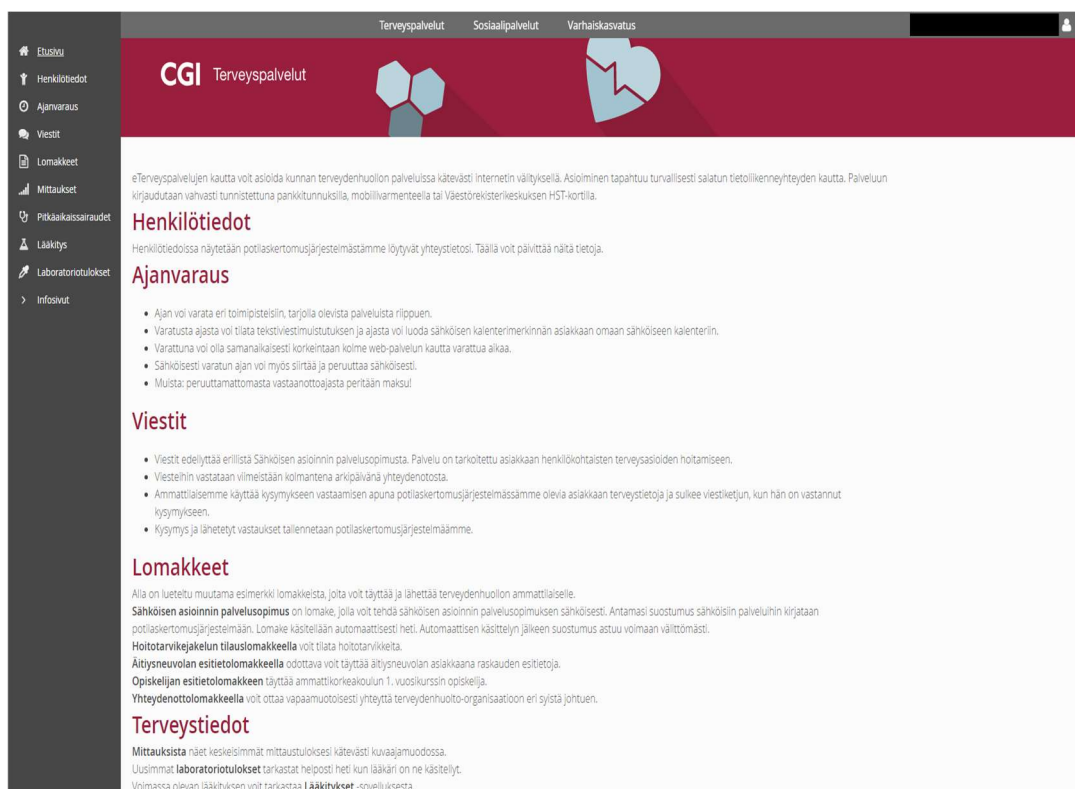 Terveyspalvelut Sosiaalipalvelut Varhaiskasvatus
Etusivu
Henkilötiedot
Ajanvaraus
Viestit
Lomakkeet
Mittaukset
Pitkäaikaissairaudet
Lääkitys
Laboratoriotulokset
Infosivut
CGI Terveyspalvelut
eTerveyspalvelujen kautta voit asioida kunnan terveydenhuollon palveluissa kätevästi internetin välityksellä. Asioiminen tapahtuu turvallisesti salatun tietoliikenneyhteyden kautta. Palveluun
kirjaudutaan vahvasti tunnistettuna pankkitunnuksilla, mobiilivarmenteella tai Väestörekisterikeskuksen HST-kortilla.
Henkilötiedot
Henkilötiedoissa näytetään potilaskertomusjärjestelmästämme löytyvät yhteystietosi. Täällä voit päivittää näitä tietoja.
Ajanvaraus
• Ajan voi varata eri toimipisteisiin, tarjolla olevista palveluista riippuen.
• Varatusta ajasta voi tilata tekstiviestimuistutuksen ja ajasta voi luoda sähköisen kalenterimerkinnän asiakkaan omaan sähköiseen kalenteriin.
• Varattuna voi olla samanaikaisesti korkeintaan kolme web-palvelun kautta varattua aikaa.
• Sähköisesti varatun ajan voi myös siirtää ja peruuttaa sähköisesti.
• Muista: peruuttamattomasta vastaanottoajasta peritään maksu!
Viestit
• Viestit edellyttää erillistä Sähköisen asioinnin palvelusopimusta. Palvelu on tarkoitettu asiakkaan henkilökohtaisten terveysasioiden hoitamiseen.
• Viesteihin vastataan viimeistään kolmantena arkipäivänä yhteydenotosta.
• Ammattilaisemme käyttää kysymykseen vastaamisen apuna potilaskertomusjärjestelmässämme olevia asiakkaan terveystietoja ja sulkee viestiketjun, kun hän on vastannut
kysymykseen.
• Kysymys ja lähetetyt vastaukset tallennetaan potilaskertomusjärjestelmäämme.
Lomakkeet
Alla on lueteltu muutama esimerkki lomakkeista, joita voit täyttää ja lähettää terveydenhuollon ammattilaiselle.
Sähköisen asioinnin palvelusopimus on lomake, jolla voit tehdä sähköisen asioinnin palvelusopimuksen sähköisesti. Antamasi suostumus sähköisiin palveluihin kirjataan
potilaskertomusjärjestelmään. Lomake käsitellään automaattisesti heti. Automaattisen käsittelyn jälkeen suostumus astuu voimaan välittömästi.
Hoitotarvikejakelun tilauslomakkeella voit tilata hoitotarvikkeita.
Äitiysneuvolan esitietolomakkeella odottava voit täyttää äitiysneuvolan asiakkaana raskauden esitietoja.
Opiskelijan esitietolomakkeen täyttää ammattikorkeakoulun 1. vuosikurssin opiskelija.
Yhteydenottolomakkeella voit ottaa vapaamuotoisesti yhteyttä terveydenhuolto-organisaatioon eri syistä johtuen.
Terveystiedot
Mittauksista näet keskeisimmät mittaustuloksesi kätevästi kuvaajamuodossa.
Uusimmat laboratoriotulokset tarkastat helposti heti kun lääkäri on ne käsitellyt.
Voimassa olevan lääkityksen voit tarkastaa Lääkitykset -sovelluksesta.